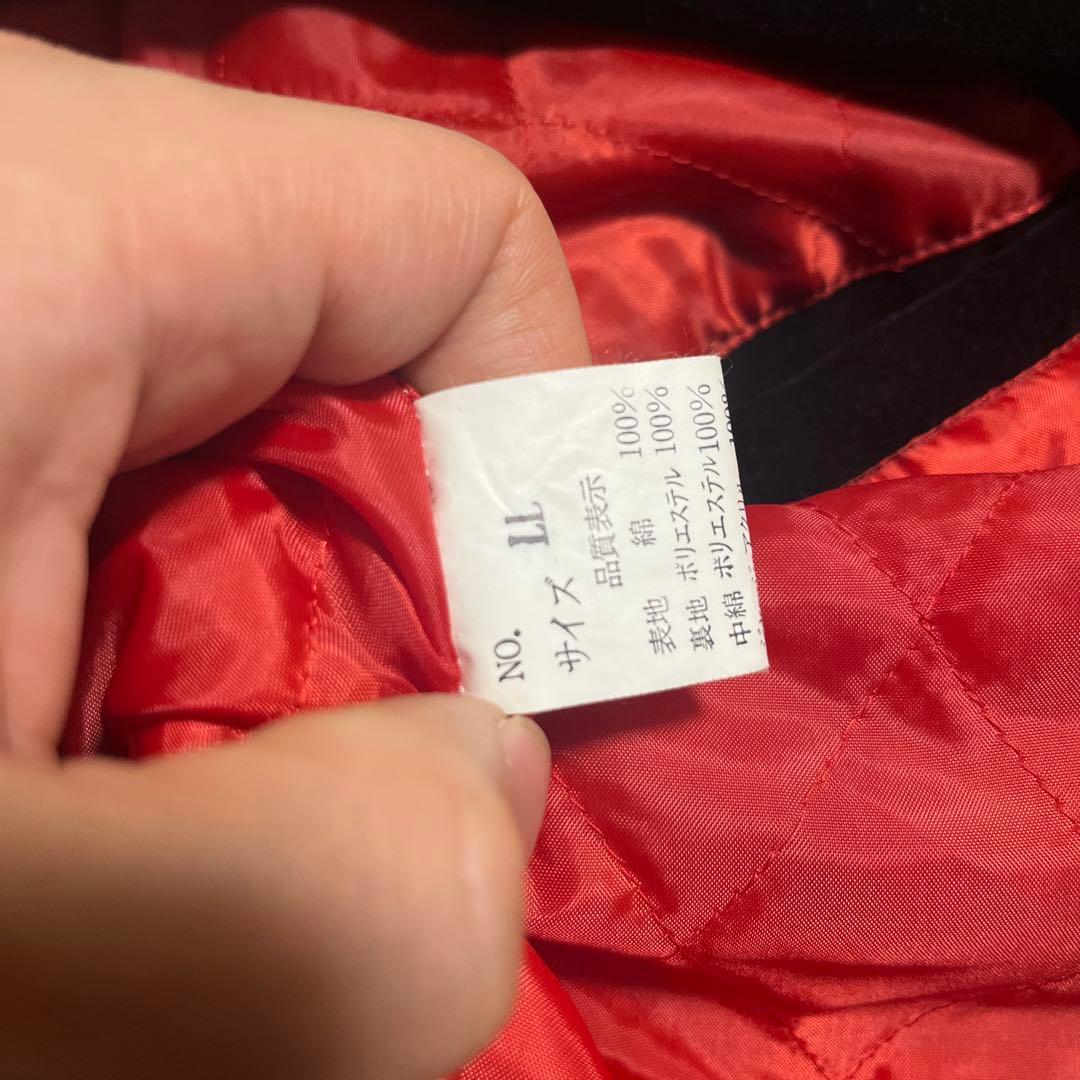 NO.
サイズ LL
品質表示
表地 綿 100%
裏地 ポリエステル 100%
中綿 ポリエステル100%